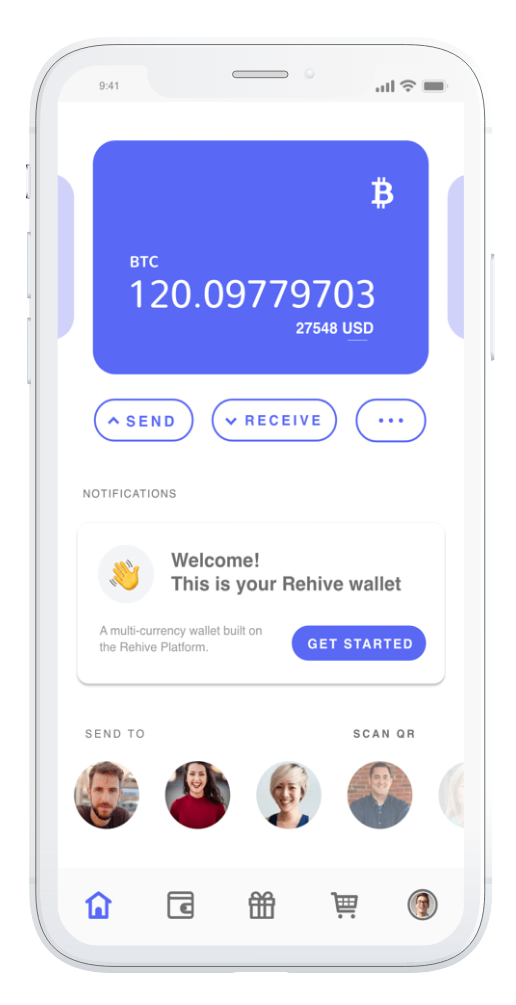 9:41
BTC
120.09779703
27548 USD
SEND
RECEIVE
NOTIFICATIONS
Welcome!
This is your Rehive wallet
A multi-currency wallet built on
the Rehive Platform.
GET STARTED
SEND TO
SCAN QR